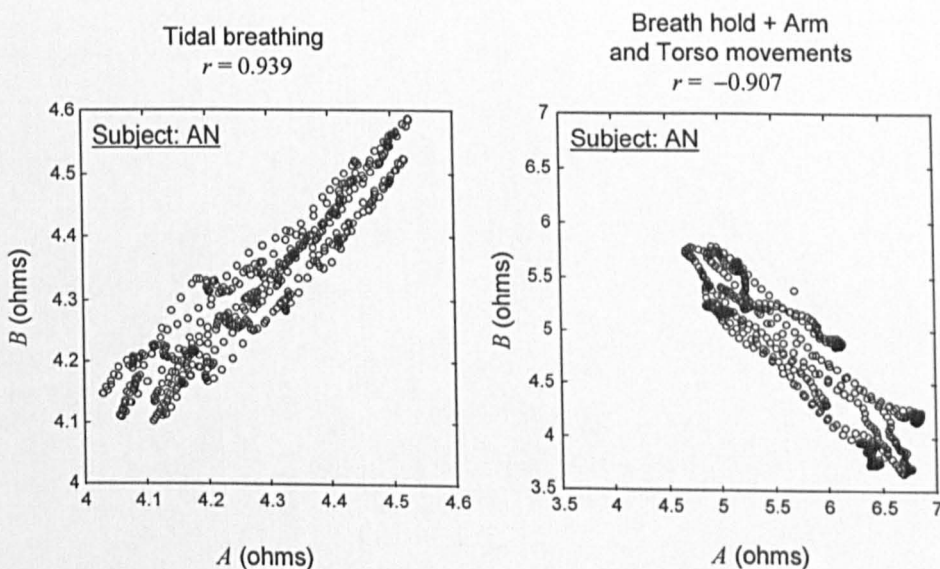 Tidal breathing
r = 0.939
Subject: AN
4.6
4.5
4.4
4.3
4.2
4.1
4
4
4.1
4.2
4.3
4.4
4.5
4.6
B (ohms)
A (ohms)
Breath hold + Arm
and Torso movements
r = −0.907
Subject: AN
7
6.5
6
5.5
5
4.5
4
3.5
3.5
4
4.5
5
5.5
6
6.5
7
B (ohms)
A (ohms)